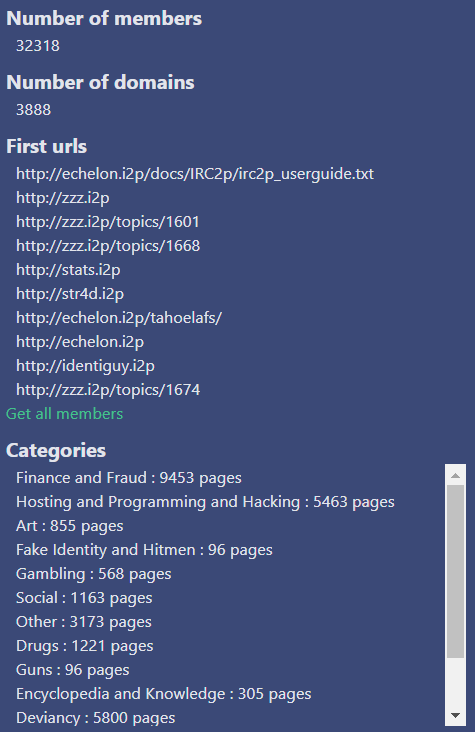 Number of members
32318
Number of domains
3888
First urls
http://echelon.i2p/docs/IRC2p/irc2p_userguide.txt
http://zzz.i2p
http://zzz.i2p/topics/1601
http://zzz.i2p/topics/1668
http://stats.i2p
http://str4d.i2p
http://echelon.i2p/tahoelafs/
http://echelon.i2p
http://identiguy.i2p
http://zzz.i2p/topics/1674
Get all members
Categories
Finance and Fraud : 9453 pages
Hosting and Programming and Hacking : 5463 pages
Art : 855 pages
Fake Identity and Hitmen : 96 pages
Gambling : 568 pages
Social : 1163 pages
Other : 3173 pages
Drugs : 1221 pages
Guns : 96 pages
Encyclopedia and Knowledge : 305 pages
Deviancy : 5800 pages